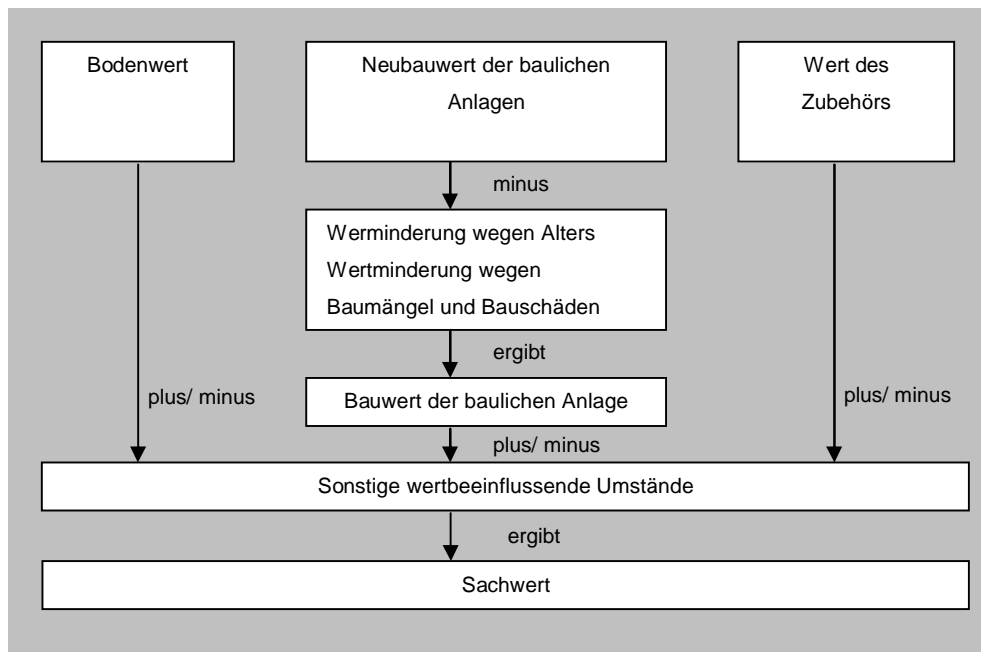 Bodenwert
Neubauwert der baulichen
Anlagen
Wert des
Zubehörs
minus
Werminderung wegen Alters
Wertminderung wegen
Baumängel und Bauschäden
ergibt
plus/ minus
Bauwert der baulichen Anlage
plus/ minus
plus/ minus
Sonstige wertbeeinflussende Umstände
ergibt
Sachwert